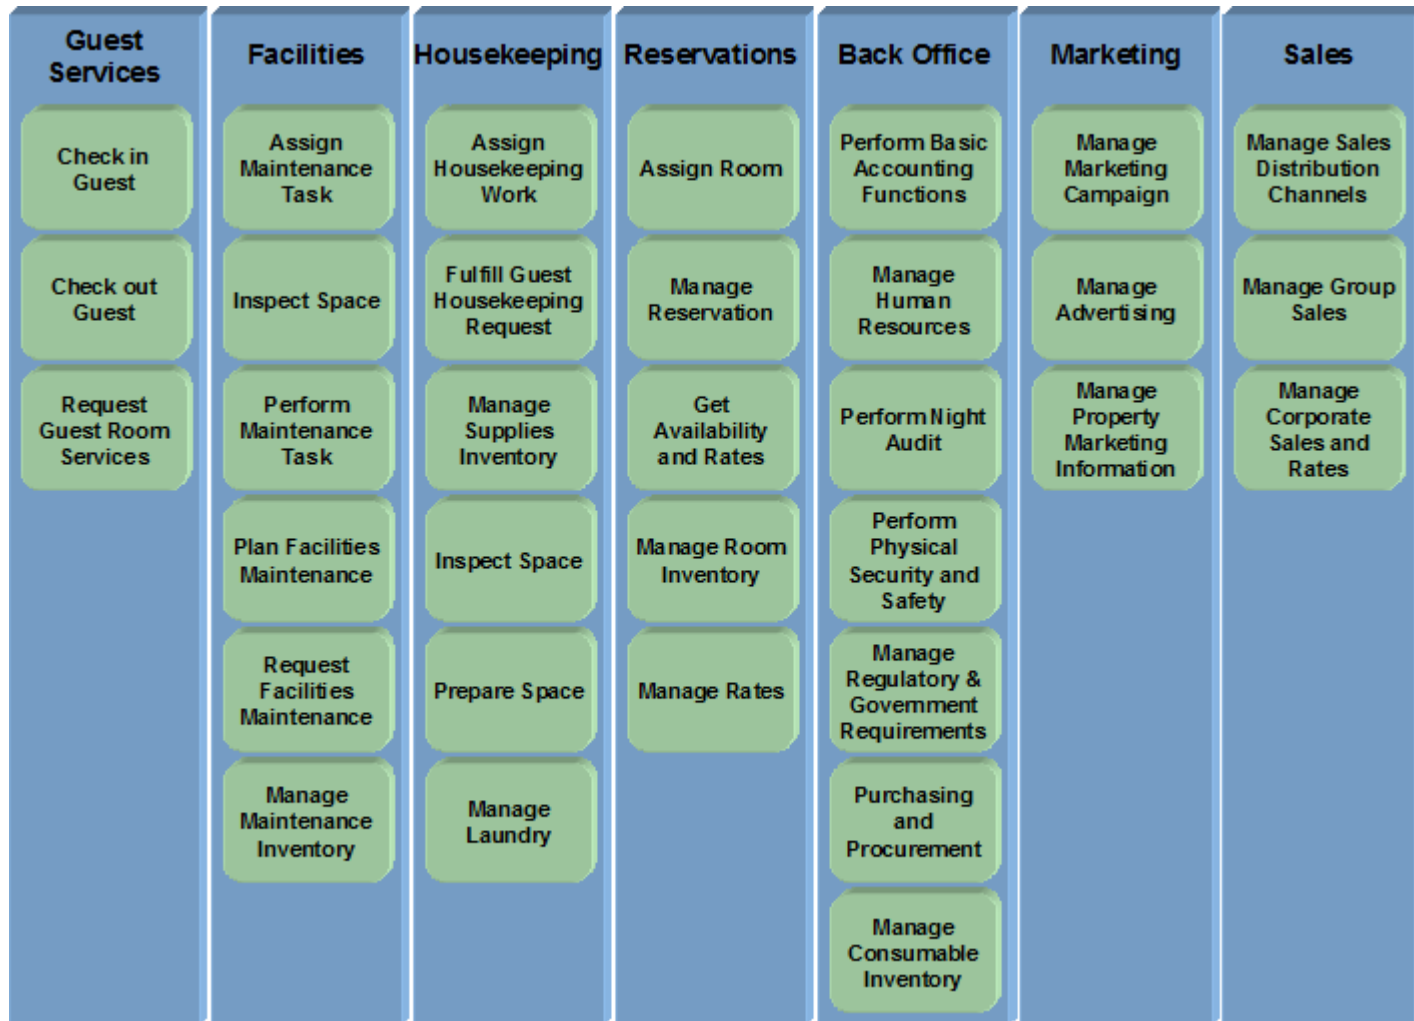 Guest
Services
Check in
Guest
Check out
Guest
Request
Guest Room
Services
Facilities
Assign
Maintenance
Task
Inspect Space
Perform
Maintenance
Task
Plan Facilities
Maintenance
Request
Facilities
Maintenance
Manage
Maintenance
Inventory
Housekeeping
Assign
Housekeeping
Work
Fulfill Guest
Housekeeping
Request
Manage
Supplies
Inventory
Inspect Space
Prepare Space
Manage
Laundry
Reservations
Assign Room
Manage
Reservation
Get
Availability
and Rates
Manage Room
Inventory
Manage Rates
Back Office
Perform Basic
Accounting
Functions
Manage
Human
Resources
Perform Night
Audit
Perform
Physical
Security and
Safety
Manage
Regulatory &
Government
Requirements
Purchasing
and
Procurement
Manage
Consumable
Inventory
Marketing
Manage
Marketing
Campaign
Manage
Advertising
Manage
Property
Marketing
Information
Sales
Manage Sales
Distribution
Channels
Manage Group
Sales
Manage
Corporate
Sales and
Rates